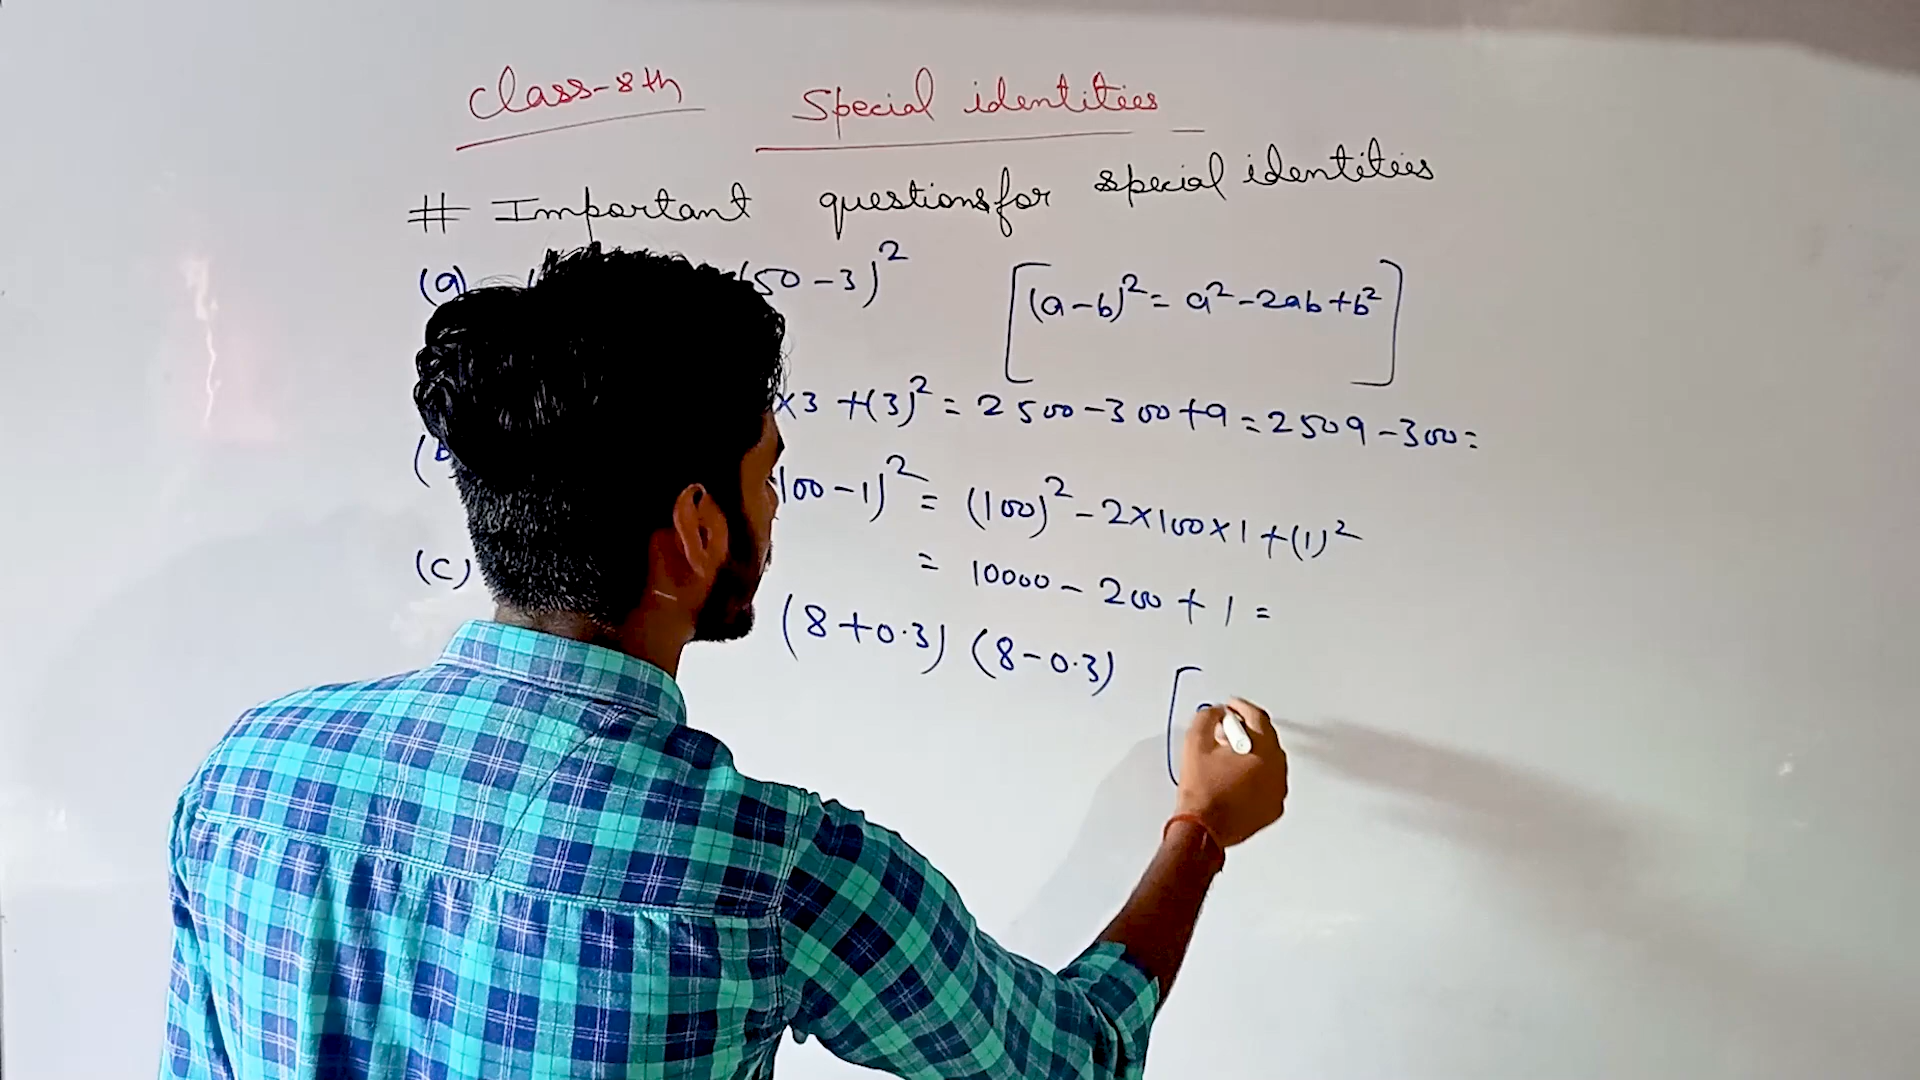 Class-8th Special identities
# Important questions for special identities
(a) (50-3)²
[(a-b)² = a²-2ab+b²]
×3 +(3)² = 2500-300+9 = 2509-300=
(b 100-1)² = (100)² - 2×100×1 +(1)²
= 10000 - 200 + 1 =
(c) (8+0.3) (8-0.3) [